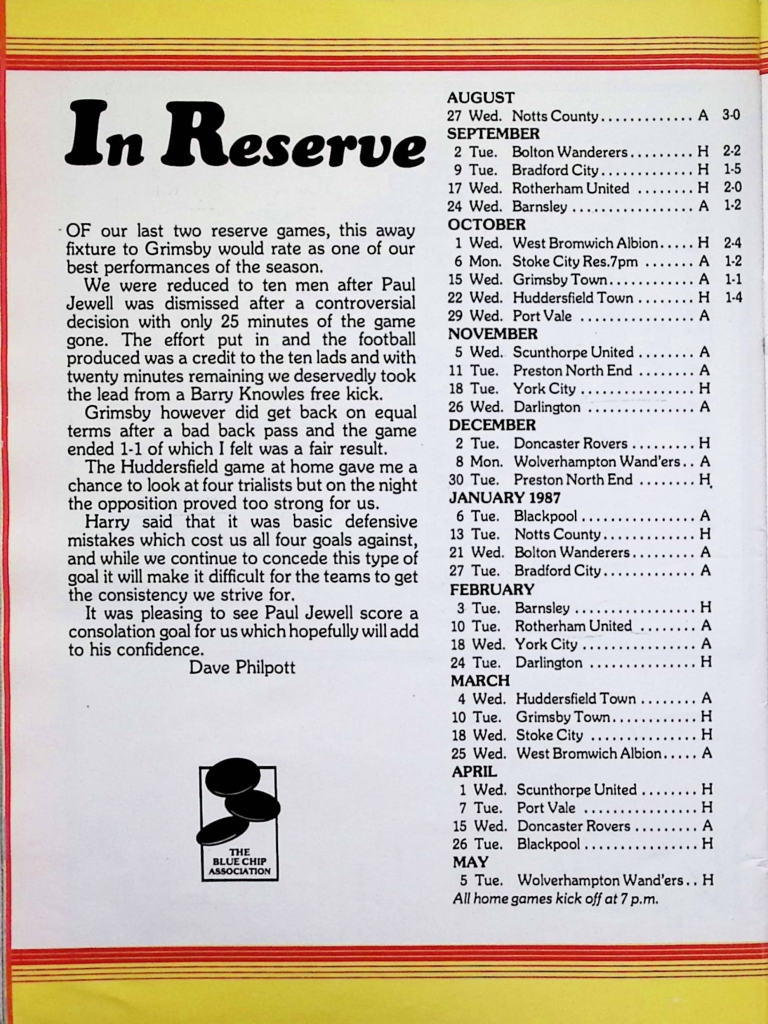 In Reserve
OF our last two reserve games, this away
fixture to Grimsby would rate as one of our
best performances of the season.
We were reduced to ten men after Paul
Jewell was dismissed after a controversial
decision with only 25 minutes of the game
gone. The effort put in and the football
produced was a credit to the ten lads and with
twenty minutes remaining we deservedly took
the lead from a Barry Knowles free kick.
Grimsby however did get back on equal
terms after a bad back pass and the game
ended 1-1 of which I felt was a fair result.
The Huddersfield game at home gave me a
chance to look at four trialists but on the night
the opposition proved too strong for us.
Harry said that it was basic defensive
mistakes which cost us all four goals against,
and while we continue to concede this type of
goal it will make it difficult for the teams to get
the consistency we strive for.
It was pleasing to see Paul Jewell score a
consolation goal for us which hopefully will add
to his confidence.
Dave Philpott
THE
BLUE CHIP
ASSOCIATION
AUGUST
27 Wed. Notts County............. A 3-0
SEPTEMBER
2 Tue. Bolton Wanderers......... H 2-2
9 Tue. Bradford City............. H 1-5
17 Wed. Rotherham United ........ H 2-0
24 Wed. Barnsley ................ A 1-2
OCTOBER
1 Wed. West Bromwich Albion..... H 2-4
6 Mon. Stoke City Res.7pm ....... A 1-2
15 Wed. Grimsby Town............ A 1-1
22 Wed. Huddersfield Town ........ H 1-4
29 Wed. Port Vale ............... A
NOVEMBER
5 Wed. Scunthorpe United ........ A
11 Tue. Preston North End ........ A
18 Tue. York City ................ H
26 Wed. Darlington .............. A
DECEMBER
2 Tue. Doncaster Rovers ......... H
8 Mon. Wolverhampton Wand'ers.. A
30 Tue. Preston North End ........ H
JANUARY 1987
6 Tue. Blackpool ................ A
13 Tue. Notts County............. H
21 Wed. Bolton Wanderers......... A
27 Tue. Bradford City............. A
FEBRUARY
3 Tue. Barnsley ................ H
10 Tue. Rotherham United ........ A
18 Wed. York City ................ A
24 Tue. Darlington .............. H
MARCH
4 Wed. Huddersfield Town ........ A
10 Tue. Grimsby Town............ H
18 Wed. Stoke City .............. H
25 Wed. West Bromwich Albion..... A
APRIL
1 Wed. Scunthorpe United ........ H
7 Tue. Port Vale ............... H
15 Wed. Doncaster Rovers ......... A
26 Tue. Blackpool ................ H
MAY
5 Tue. Wolverhampton Wand'ers.. H
All home games kick off at 7 p.m.